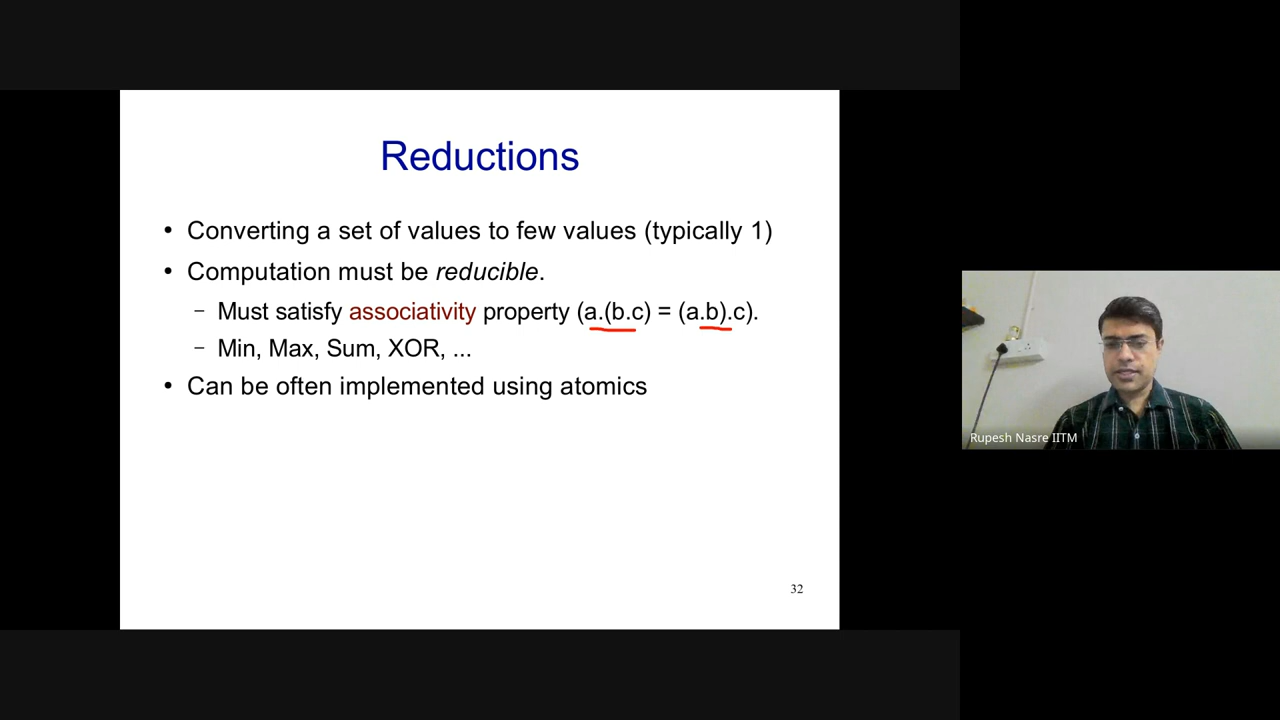 Reductions
• Converting a set of values to few values (typically 1)
• Computation must be reducible.
– Must satisfy associativity property (a.(b.c) = (a.b).c).
– Min, Max, Sum, XOR, ...
• Can be often implemented using atomics
32
Rupesh Nasre IITM